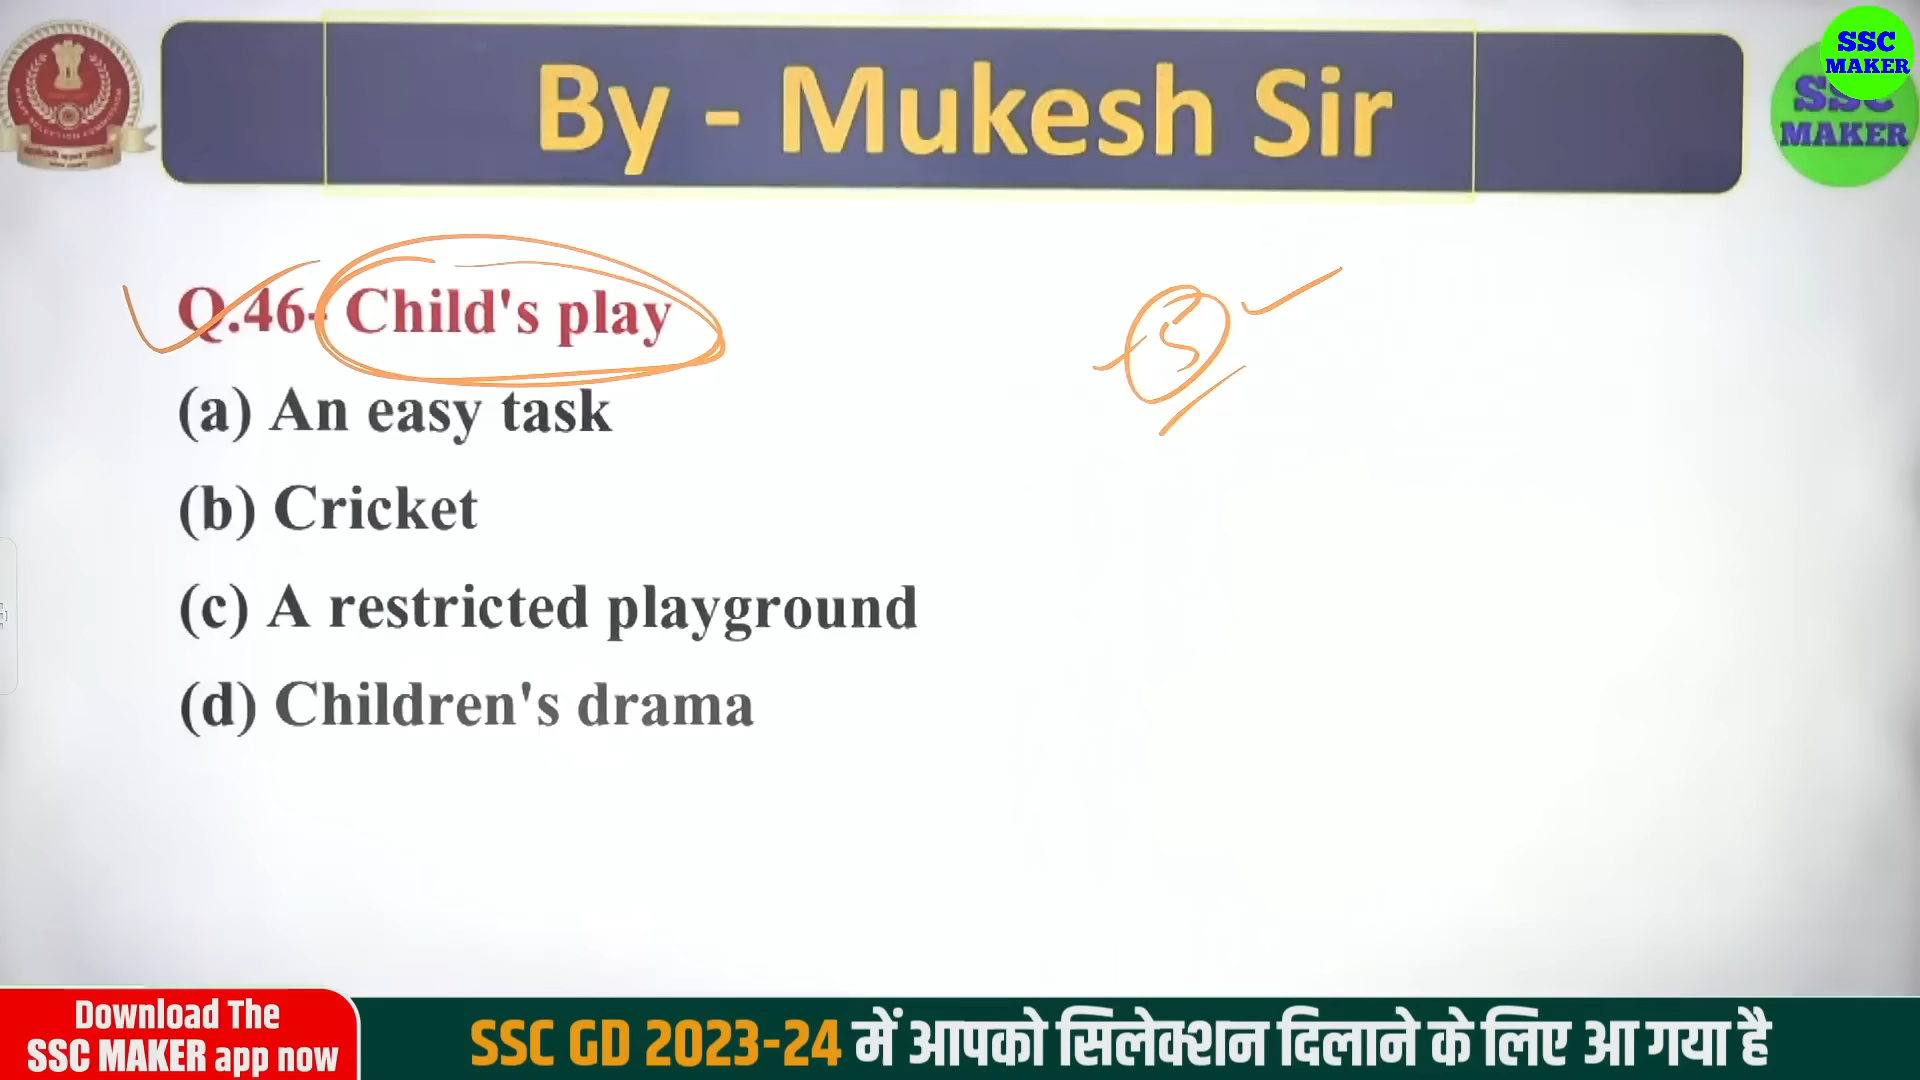 By - Mukesh Sir
SSC
MAKER
SSC
MAKER
Q.46- Child's play
5
(a) An easy task
(b) Cricket
(c) A restricted playground
(d) Children's drama
Download The
SSC MAKER app now
SSC GD 2023-24 में आपको सिलेक्शन दिलाने के लिए आ गया है